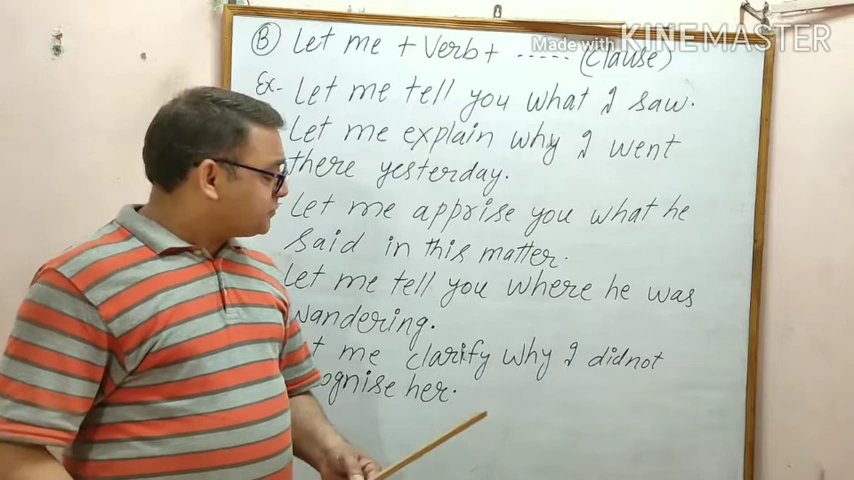 Made with KINEMASTER
(B) Let me + Verb + ..... (clause)
Ex- Let me tell you what I saw.
Let me explain why I went
there yesterday.
Let me apprise you what he
said in this matter.
Let me tell you where he was
wandering.
me clarify why I didnot
ognise her.